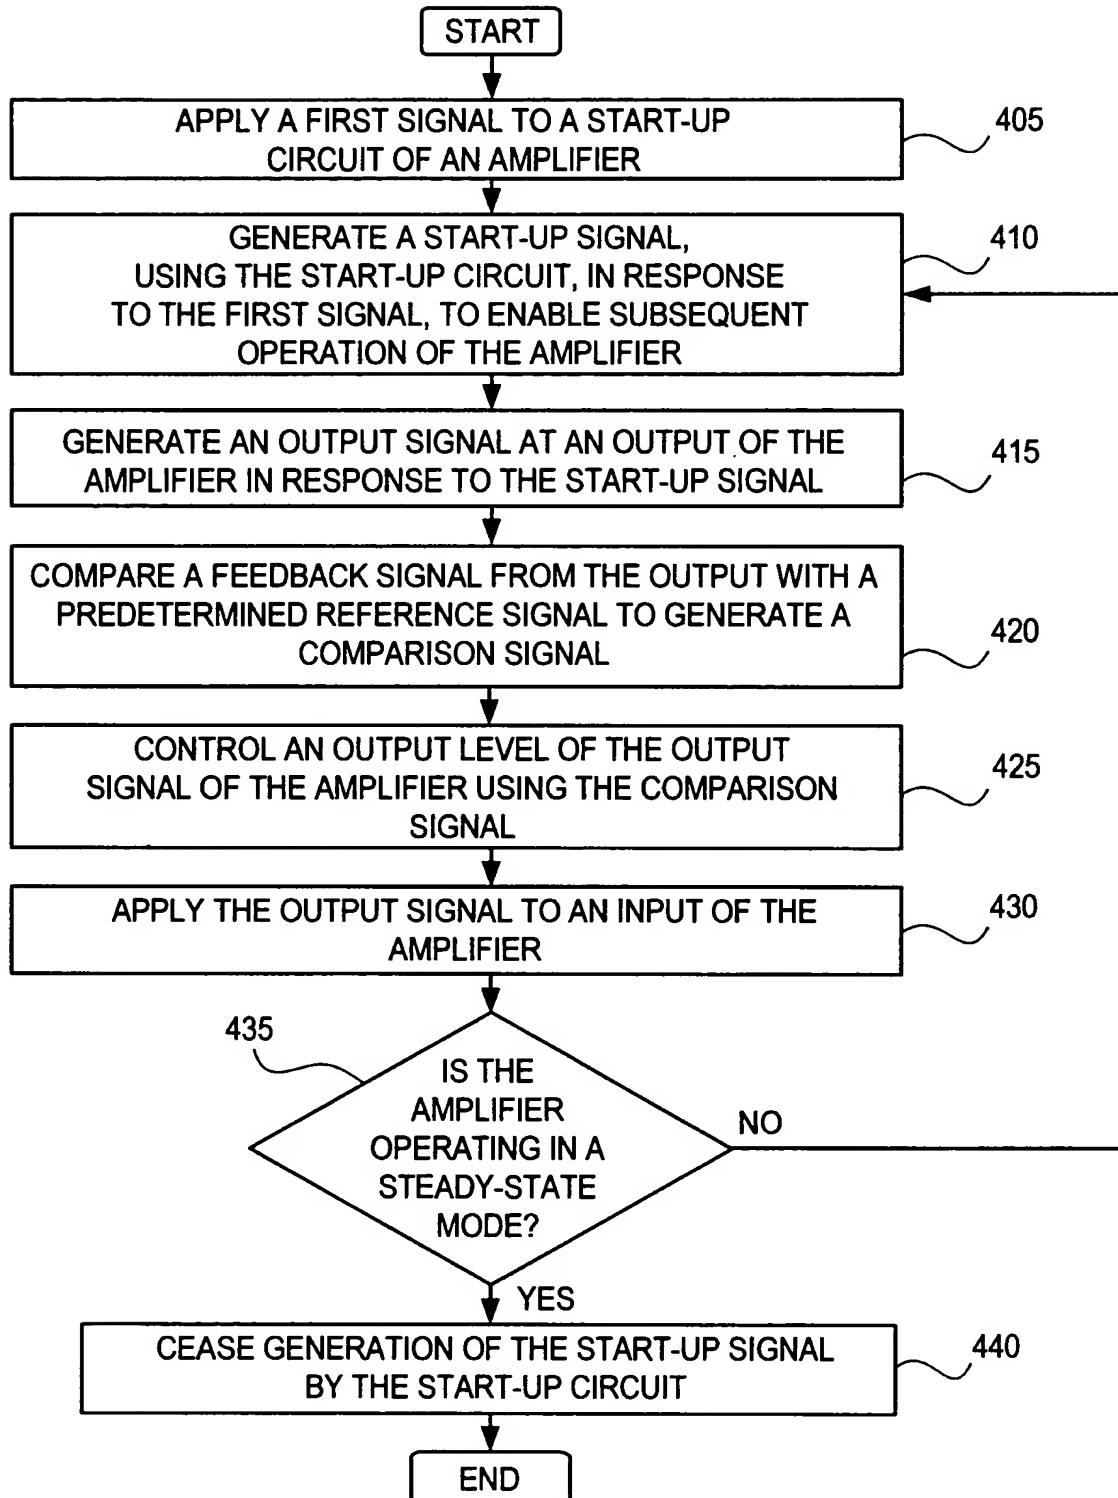 START
APPLY A FIRST SIGNAL TO A START-UP
CIRCUIT OF AN AMPLIFIER
405
GENERATE A START-UP SIGNAL,
USING THE START-UP CIRCUIT, IN RESPONSE
TO THE FIRST SIGNAL, TO ENABLE SUBSEQUENT
OPERATION OF THE AMPLIFIER
410
GENERATE AN OUTPUT SIGNAL AT AN OUTPUT OF THE
AMPLIFIER IN RESPONSE TO THE START-UP SIGNAL
415
COMPARE A FEEDBACK SIGNAL FROM THE OUTPUT WITH A
PREDETERMINED REFERENCE SIGNAL TO GENERATE A
COMPARISON SIGNAL
420
CONTROL AN OUTPUT LEVEL OF THE OUTPUT
SIGNAL OF THE AMPLIFIER USING THE COMPARISON
SIGNAL
425
APPLY THE OUTPUT SIGNAL TO AN INPUT OF THE
AMPLIFIER
430
435
IS THE
AMPLIFIER
OPERATING IN A
STEADY-STATE
MODE?
NO
YES
CEASE GENERATION OF THE START-UP SIGNAL
BY THE START-UP CIRCUIT
440
END